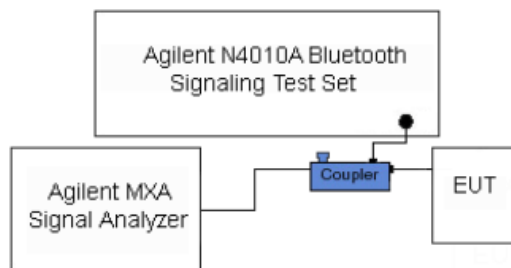 Agilent N4010A Bluetooth
Signaling Test Set
Coupler
EUT
Agilent MXA
Signal Analyzer